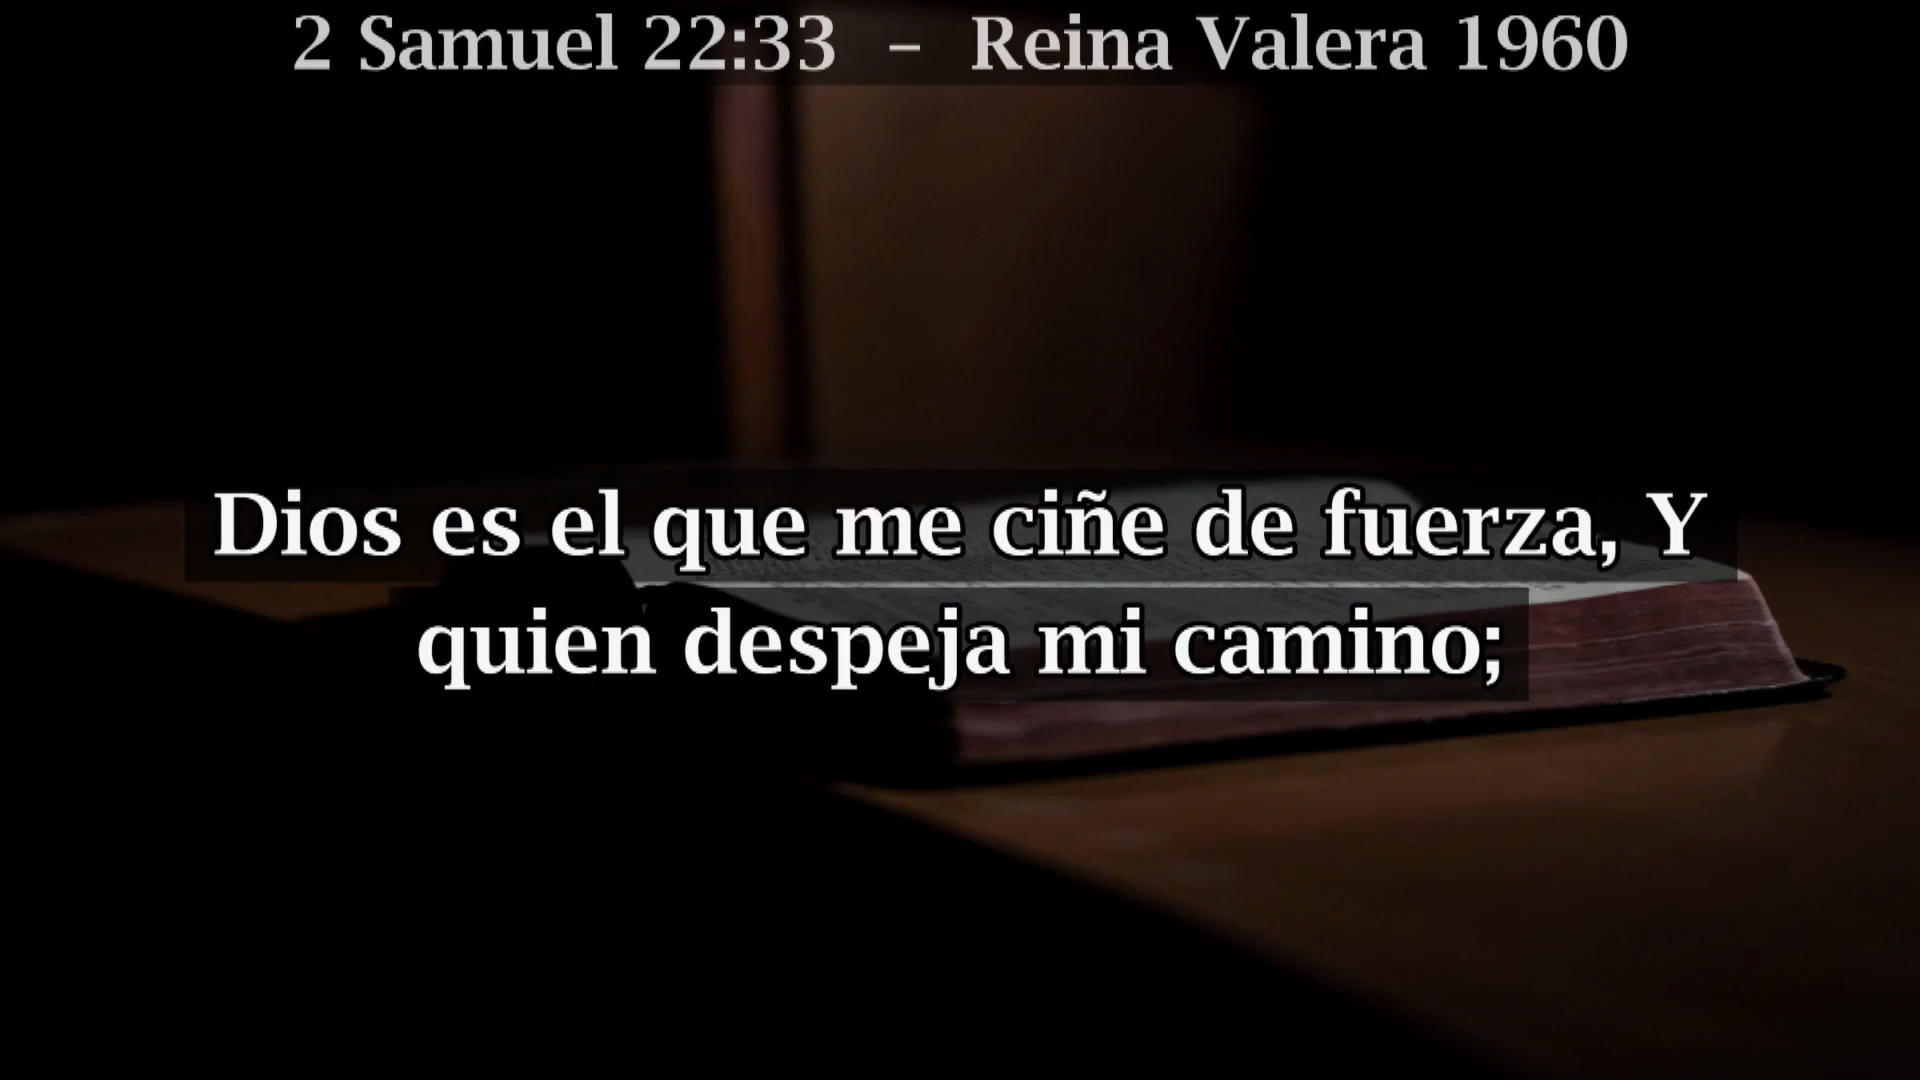 2 Samuel 22:33 – Reina Valera 1960
Dios es el que me ciñe de fuerza, Y
quien despeja mi camino;